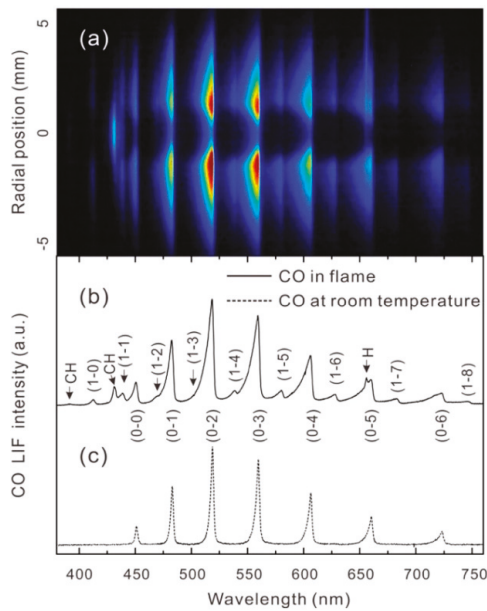 (a)
5
0
-5
Radial position (mm)
(b)
CO in flame
CO at room temperature
CH
(1-0)
CH
(1-1)
(1-2)
(1-3)
(1-4)
(1-5)
(1-6)
H
(1-7)
(1-8)
(0-0)
(0-1)
(0-2)
(0-3)
(0-4)
(0-5)
(0-6)
CO LIF intensity (a.u.)
(c)
400 450 500 550 600 650 700 750
Wavelength (nm)